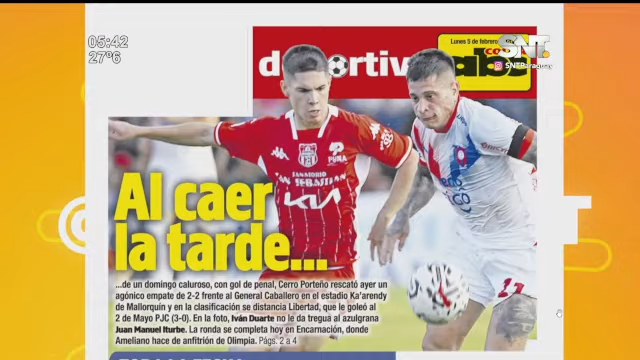 05:42
27°6
Lunes 5 de febrero
SNT.
SNTParaguay
deportivo
abc
SANATORIO
SAN SEBASTIAN
KIA
PUMA
Al caer
la tarde...
...de un domingo caluroso, con gol de penal, Cerro Porteño rescató ayer un
agónico empate de 2-2 frente al General Caballero en el estadio Ka'arendy
de Mallorquín y en la clasificación se distancia Libertad, que le goleó al
2 de Mayo PJC (3-0). En la foto, Iván Duarte no le da tregua al azulgrana
Juan Manuel Iturbe. La ronda se completa hoy en Encarnación, donde
Ameliano hace de anfitrión de Olimpia. Págs. 2 a 4